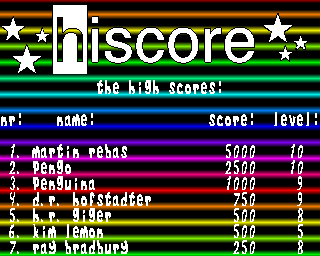 hiscore
the high scores:
nr: name: score: level:
1. martin rebas 5000 10
2. pengo 2500 10
3. penguina 1000 9
4. d.r. hofstadter 750 9
5. h.r. giger 500 8
6. kim lemon 500 5
7. ray bradbury 250 8